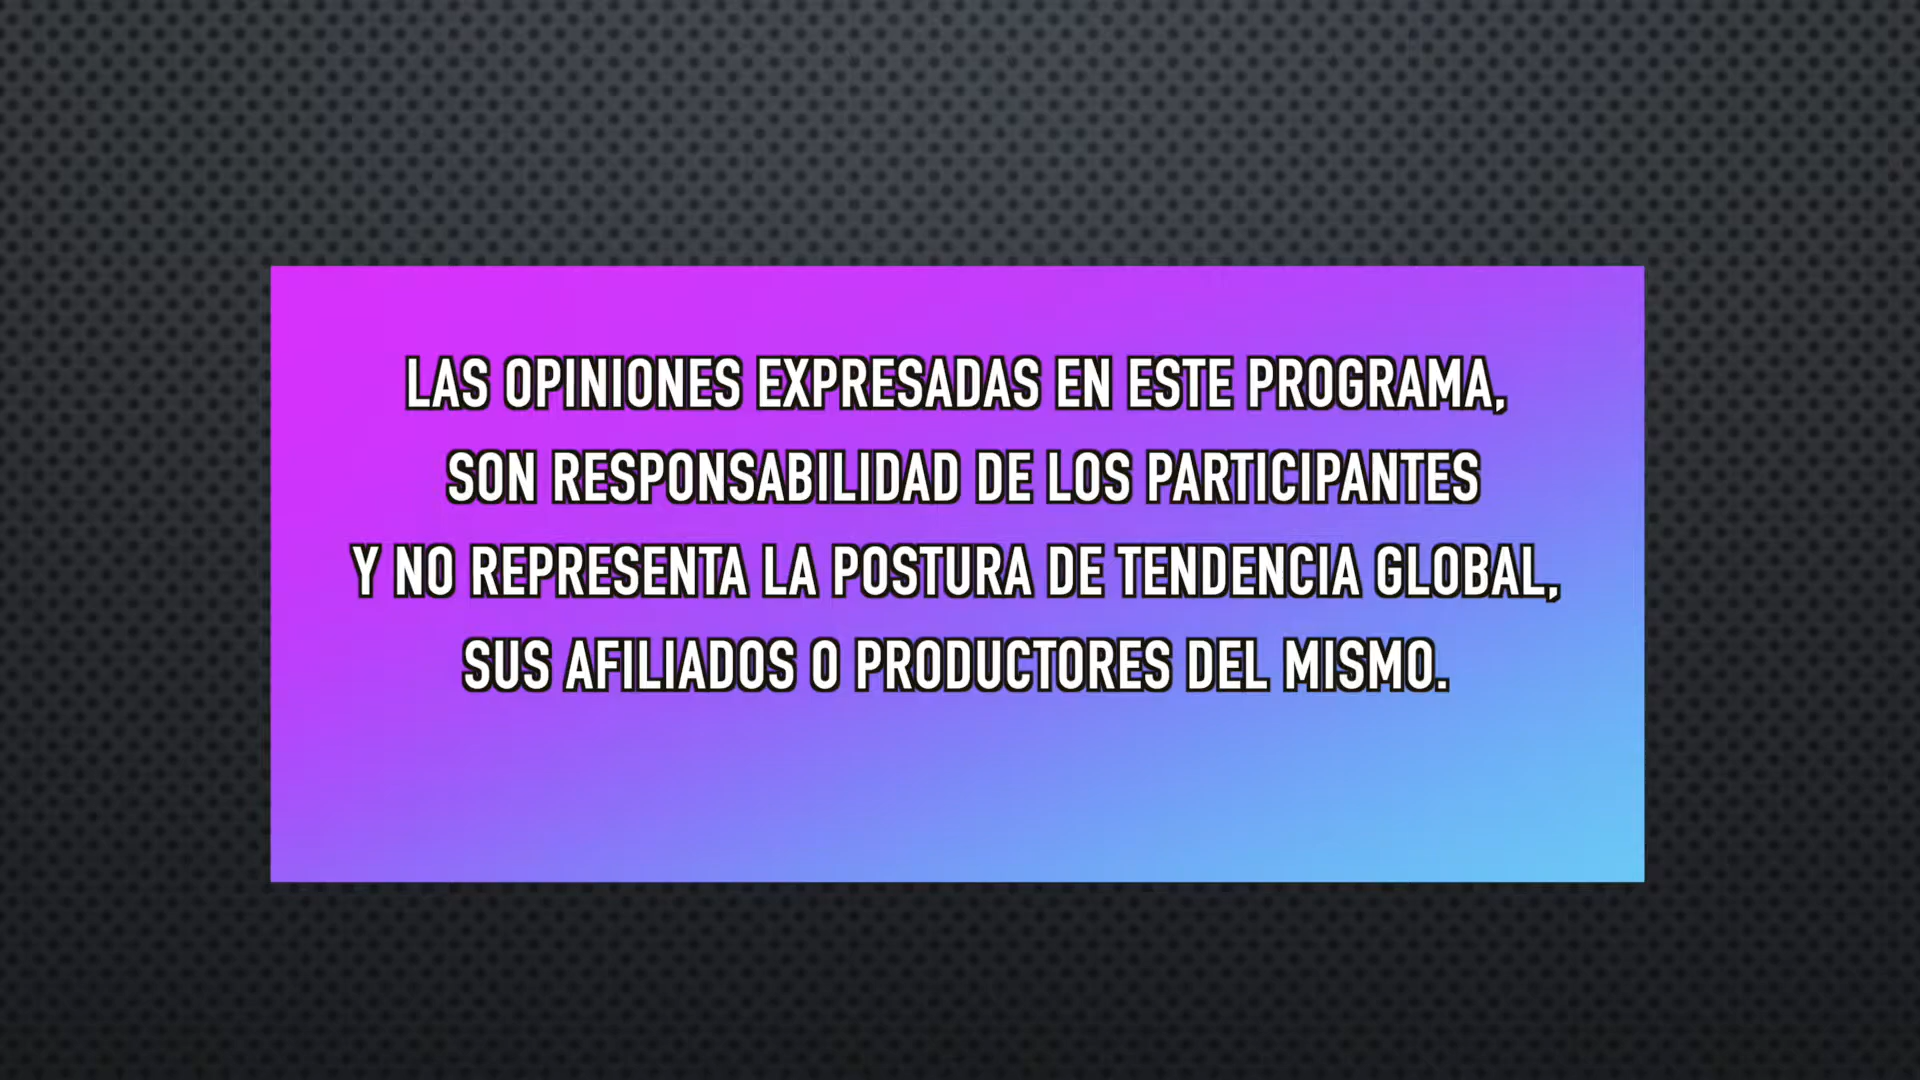 LAS OPINIONES EXPRESADAS EN ESTE PROGRAMA,
SON RESPONSABILIDAD DE LOS PARTICIPANTES
Y NO REPRESENTA LA POSTURA DE TENDENCIA GLOBAL,
SUS AFILIADOS O PRODUCTORES DEL MISMO.